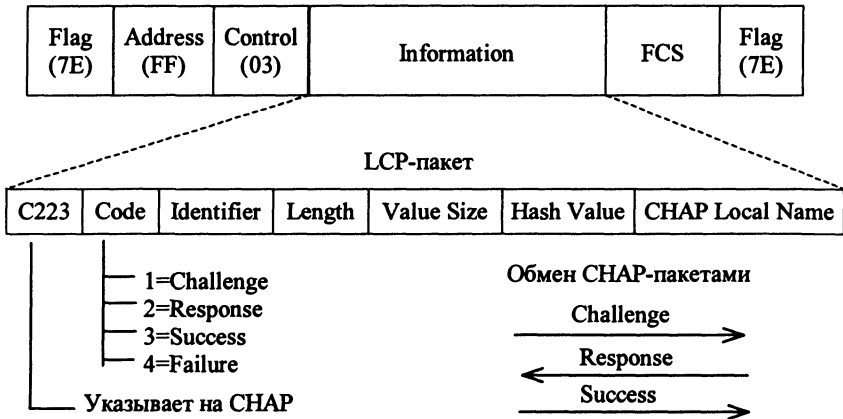 Flag (7E)
Address (FF)
Control (03)
Information
FCS
Flag (7E)
LCP-пакет
C223
Code
Identifier
Length
Value Size
Hash Value
CHAP Local Name
1=Challenge
2=Response
3=Success
4=Failure
Указывает на CHAP
Обмен CHAP-пакетами
Challenge
Response
Success